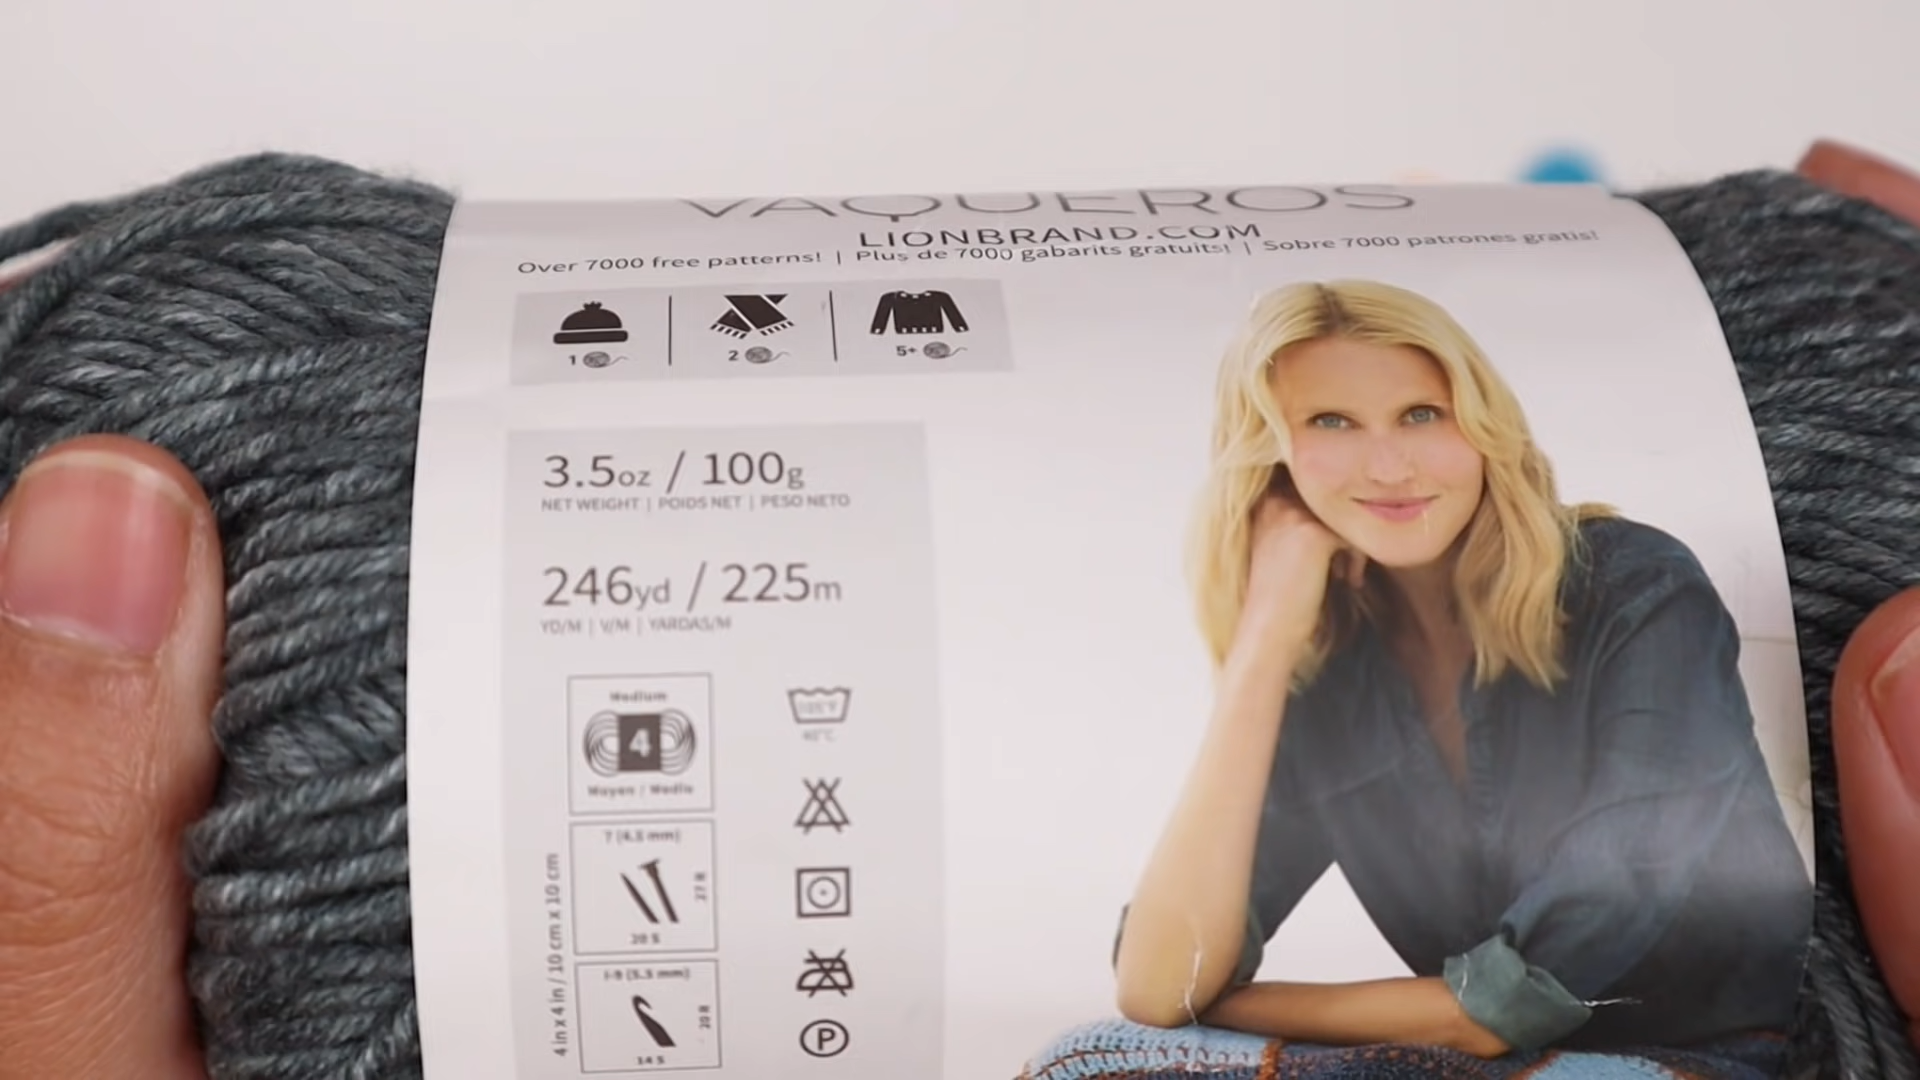 VAQUEROS
LIONBRAND.COM
Over 7000 free patterns! | Plus de 7000 gabarits gratuits! | Sobre 7000 patrones gratis!
1 2 5+
3.5oz / 100g
NET WEIGHT | POIDS NET | PESO NETO
246yd / 225m
YD/M | V/M | YARDAS/M
Medium
4
Moyen / Medio
105°F
40°C
7 (4.5 mm)
27 R
20 S
I-9 (5.5 mm)
20 R
14 S
4 in x 4 in / 10 cm x 10 cm
P